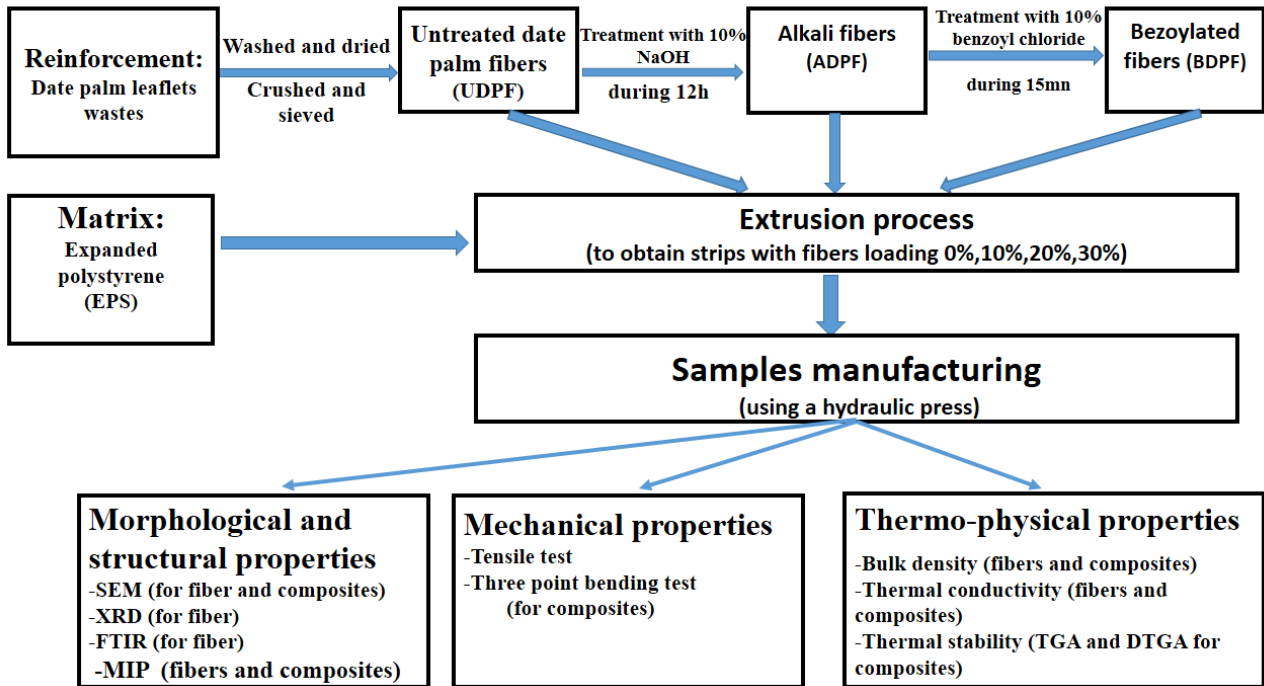 Reinforcement:
Date palm leaflets
wastes
Washed and dried
Crushed and
sieved
Untreated date
palm fibers
(UDPF)
Treatment with 10%
NaOH
during 12h
Alkali fibers
(ADPF)
Treatment with 10%
benzoyl chloride
during 15mn
Bezoylated
fibers (BDPF)
Matrix:
Expanded
polystyrene
(EPS)
Extrusion process
(to obtain strips with fibers loading 0%,10%,20%,30%)
Samples manufacturing
(using a hydraulic press)
Morphological and
structural properties
-SEM (for fiber and composites)
-XRD (for fiber)
-FTIR (for fiber)
-MIP (fibers and composites)
Mechanical properties
-Tensile test
-Three point bending test
(for composites)
Thermo-physical properties
-Bulk density (fibers and composites)
-Thermal conductivity (fibers and
composites)
-Thermal stability (TGA and DTGA for
composites)